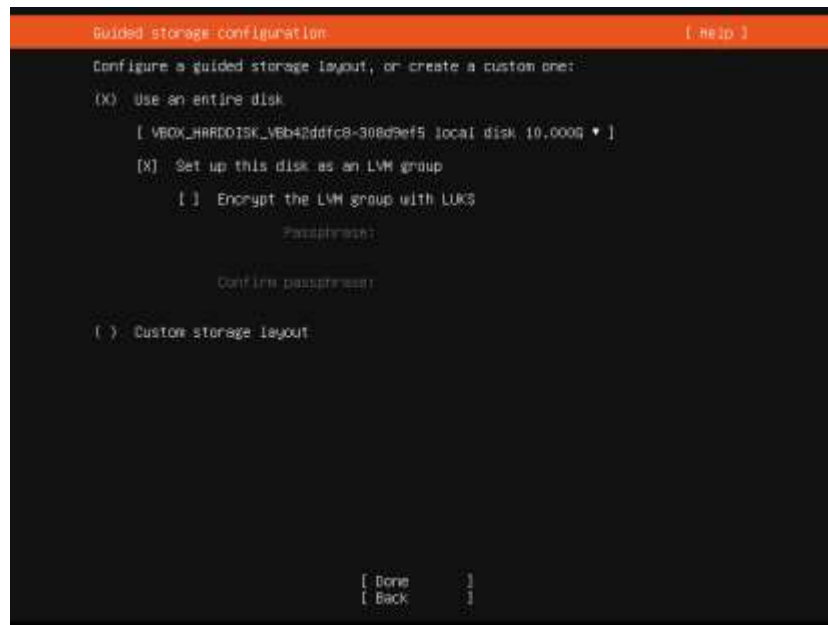 Guided storage configuration [ Help ]
Configure a guided storage layout, or create a custom one:
(X) Use an entire disk
[ VBOX_HARDDISK_VBb42ddfc8-308d9ef5 local disk 10.000G ▾ ]
[X] Set up this disk as an LVM group
[ ] Encrypt the LVM group with LUKS
Passphrase:
Confirm passphrase:
( ) Custom storage layout
[ Done ]
[ Back ]